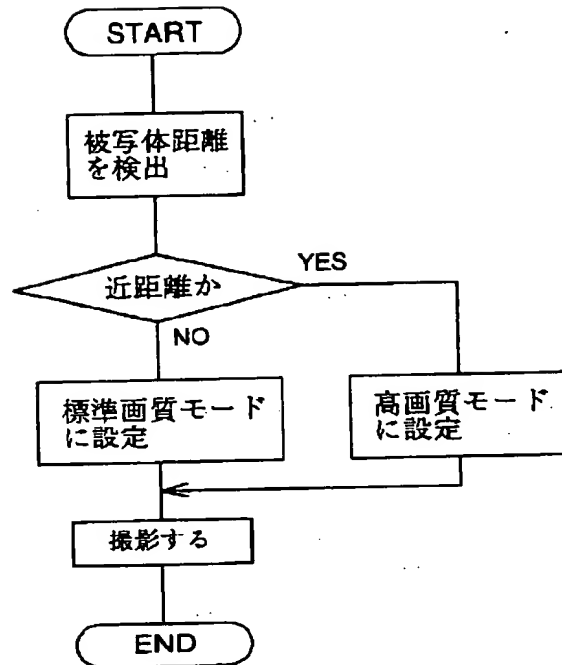 START
被写体距離
を検出
近距離か
YES
NO
標準画質モード
に設定
高画質モード
に設定
撮影する
END